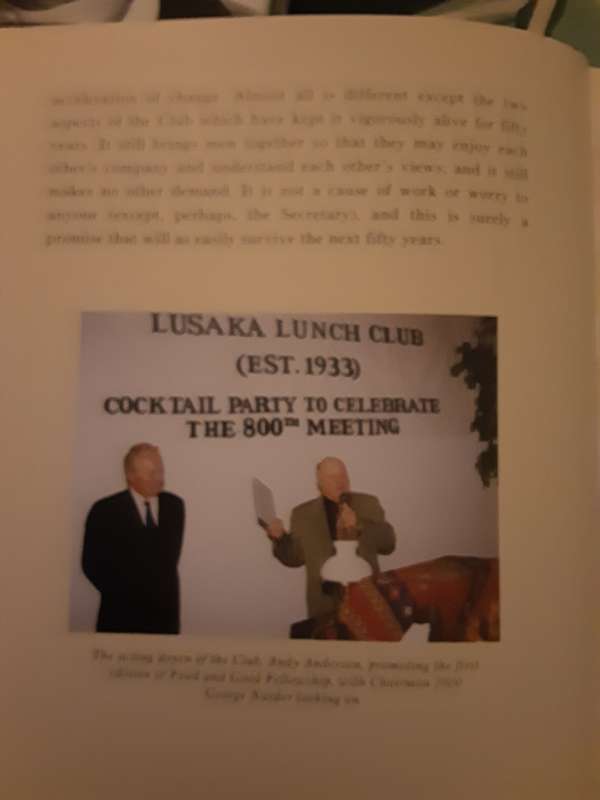 acceleration of change. Almost all is different except the two
aspects of the Club which have kept it vigorously alive for fifty
years. It still brings men together so that they may enjoy each
other's company and understand each other's views, and it still
makes no other demand. It is not a cause of work or worry to
anyone (except, perhaps, the Secretary), and this is surely a
promise that will as easily survive the next fifty years.
LUSAKA LUNCH CLUB
(EST. 1933)
COCKTAIL PARTY TO CELEBRATE
THE 800TH MEETING
The acting doyen of the Club, Andy Anderson, promoting the first
edition of Food and Good Fellowship, with Chairman
George looking on